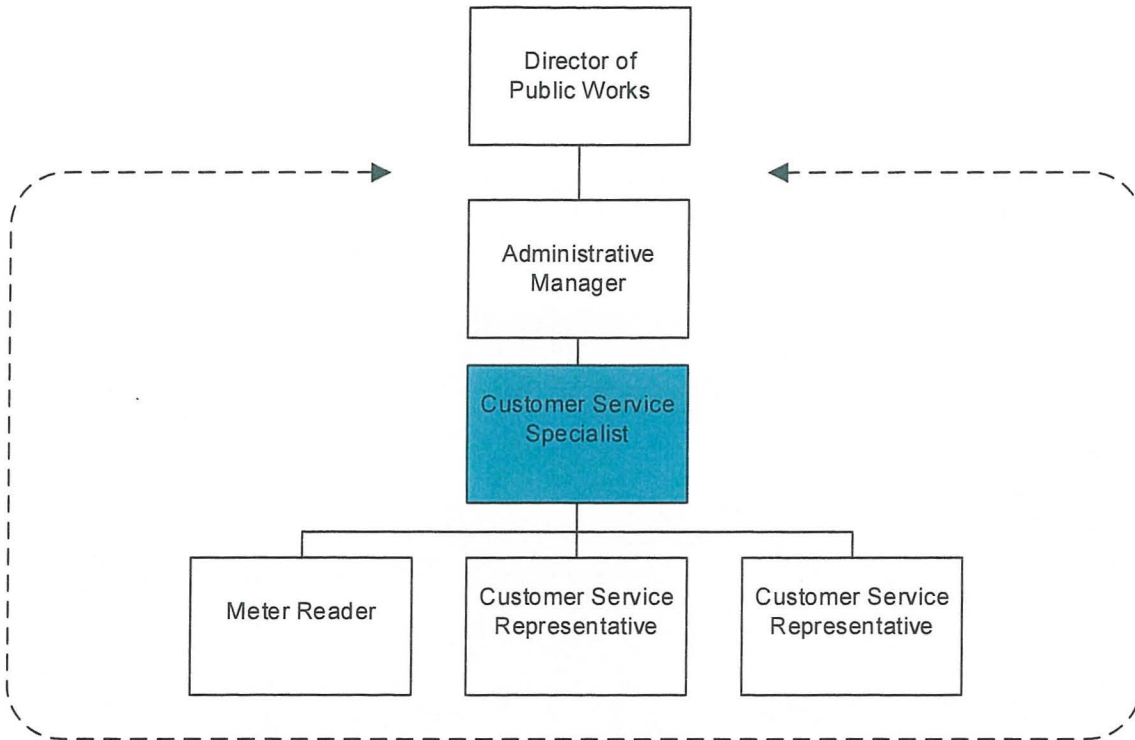 Director of
Public Works
Administrative
Manager
Customer Service
Specialist
Meter Reader
Customer Service
Representative
Customer Service
Representative